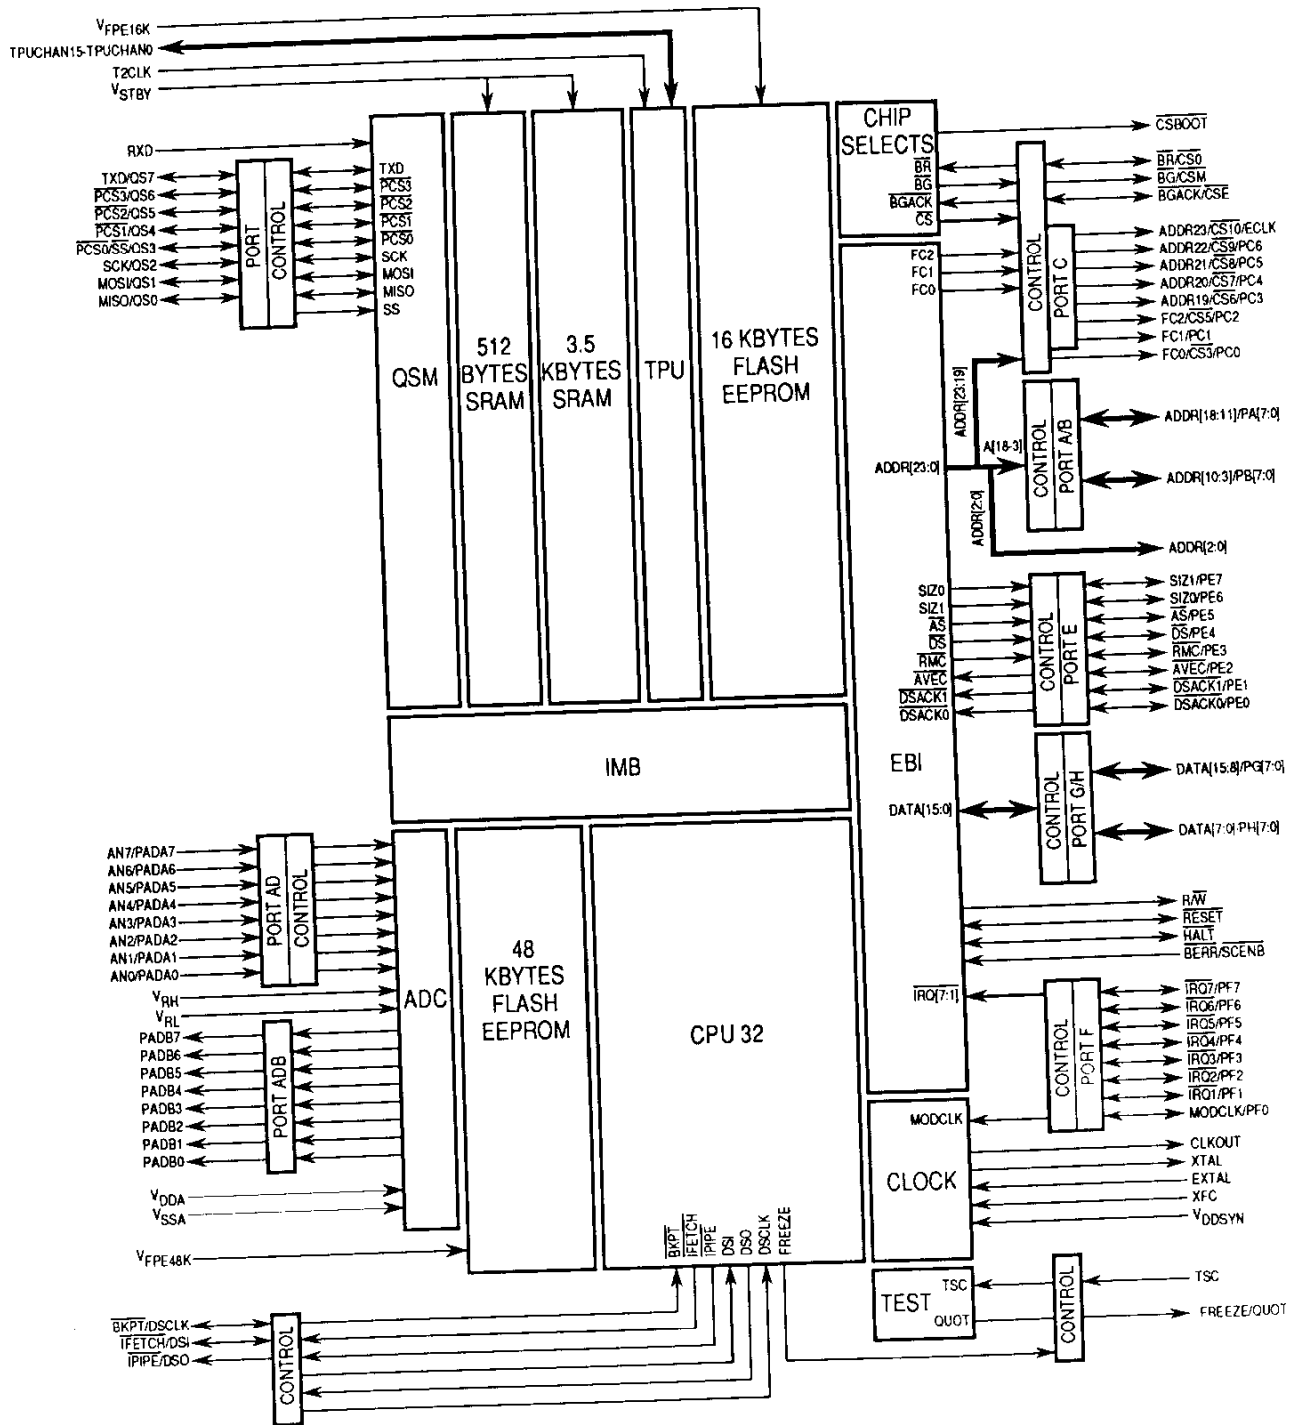 VFPE16K
TPUCHAN15-TPUCHAN0
T2CLK
VSTBY
RXD
TXD/QS7
PCS3/QS6
PCS2/QS5
PCS1/QS4
PCS0/SS/QS3
SCK/QS2
MOSI/QS1
MISO/QS0
PORT
CONTROL
TXD
PCS3
PCS2
PCS1
PCS0
SCK
MOSI
MISO
SS
QSM
512
BYTES
SRAM
3.5
KBYTES
SRAM
TPU
16 KBYTES
FLASH
EEPROM
CHIP
SELECTS
BR
BG
BGACK
CS
FC2
FC1
FC0
CONTROL
PORT C
CSBOOT
BR/CS0
BG/CSM
BGACK/CSE
ADDR23/CS10/ECLK
ADDR22/CS9/PC6
ADDR21/CS8/PC5
ADDR20/CS7/PC4
ADDR19/CS6/PC3
FC2/CS5/PC2
FC1/PC1
FC0/CS3/PC0
ADDR[23:19]
A[18-3]
ADDR[23:0]
ADDR[2:0]
CONTROL
PORT A/B
ADDR[18:11]/PA[7:0]
ADDR[10:3]/PB[7:0]
ADDR[2:0]
SIZ0
SIZ1
AS
DS
RMC
AVEC
DSACK1
DSACK0
CONTROL
PORT E
SIZ1/PE7
SIZ0/PE6
AS/PE5
DS/PE4
RMC/PE3
AVEC/PE2
DSACK1/PE1
DSACK0/PE0
IMB
EBI
DATA[15:0]
CONTROL
PORT G/H
DATA[15:8]/PG[7:0]
DATA[7:0]/PH[7:0]
R/W
RESET
HALT
BERR/SCENB
IRQ[7:1]
CONTROL
PORT F
IRQ7/PF7
IRQ6/PF6
IRQ5/PF5
IRQ4/PF4
IRQ3/PF3
IRQ2/PF2
IRQ1/PF1
MODCLK/PF0
AN7/PADA7
AN6/PADA6
AN5/PADA5
AN4/PADA4
AN3/PADA3
AN2/PADA2
AN1/PADA1
AN0/PADA0
PORT AD
CONTROL
VRH
VRL
PADB7
PADB6
PADB5
PADB4
PADB3
PADB2
PADB1
PADB0
PORT ADB
VDDA
VSSA
VFPE48K
ADC
48
KBYTES
FLASH
EEPROM
CPU 32
MODCLK
CLOCK
CLKOUT
XTAL
EXTAL
XFC
VDDSYN
BKPT
IFETCH
IPIPE
DSI
DSO
DSCLK
FREEZE
TEST
TSC
QUOT
CONTROL
TSC
FREEZE/QUOT
BKPT/DSCLK
IFETCH/DSI
IPIPE/DSO
CONTROL